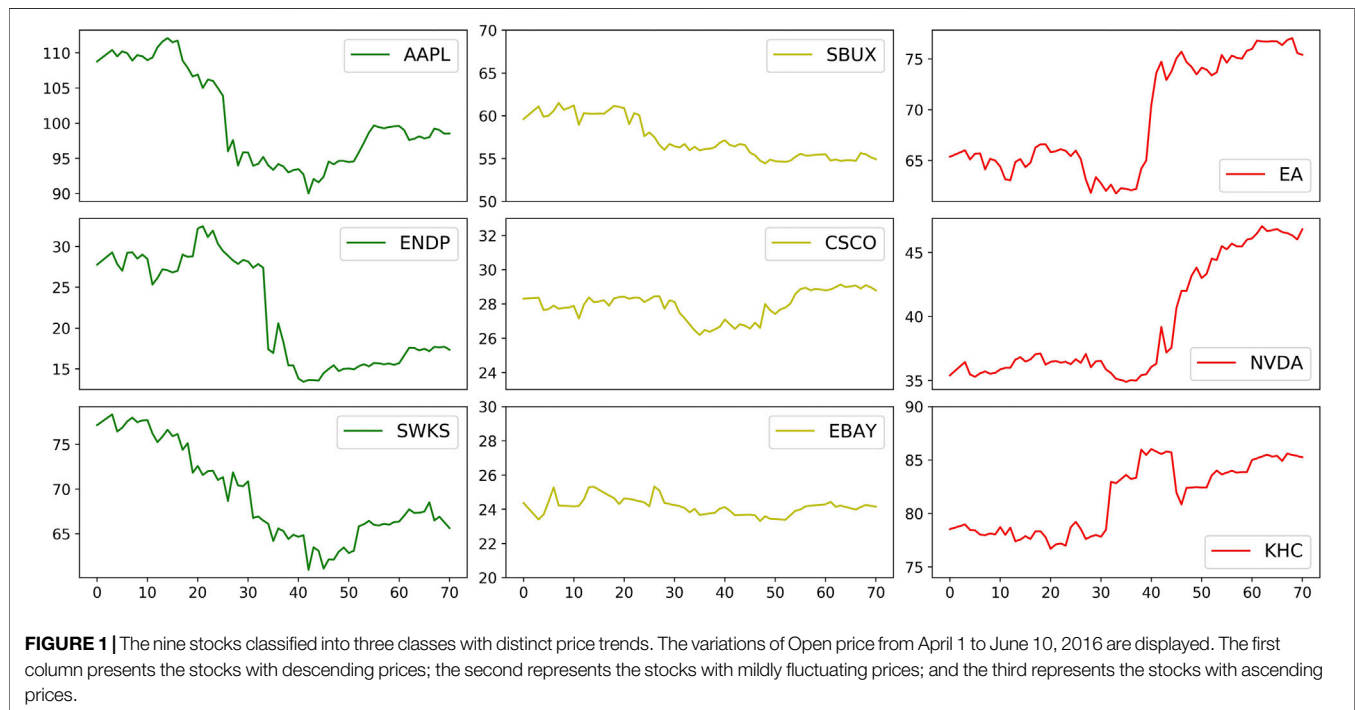 110
105
100
95
90
AAPL
70
65
60
55
50
SBUX
75
65
EA
30
25
20
15
ENDP
32
30
28
26
24
CSCO
45
40
35
NVDA
75
70
65
SWKS
0 10 20 30 40 50 60 70
30
28
26
24
22
20
EBAY
0 10 20 30 40 50 60 70
90
85
80
75
KHC
0 10 20 30 40 50 60 70
FIGURE 1 | The nine stocks classified into three classes with distinct price trends. The variations of Open price from April 1 to June 10, 2016 are displayed. The first
column presents the stocks with descending prices; the second represents the stocks with mildly fluctuating prices; and the third represents the stocks with ascending
prices.